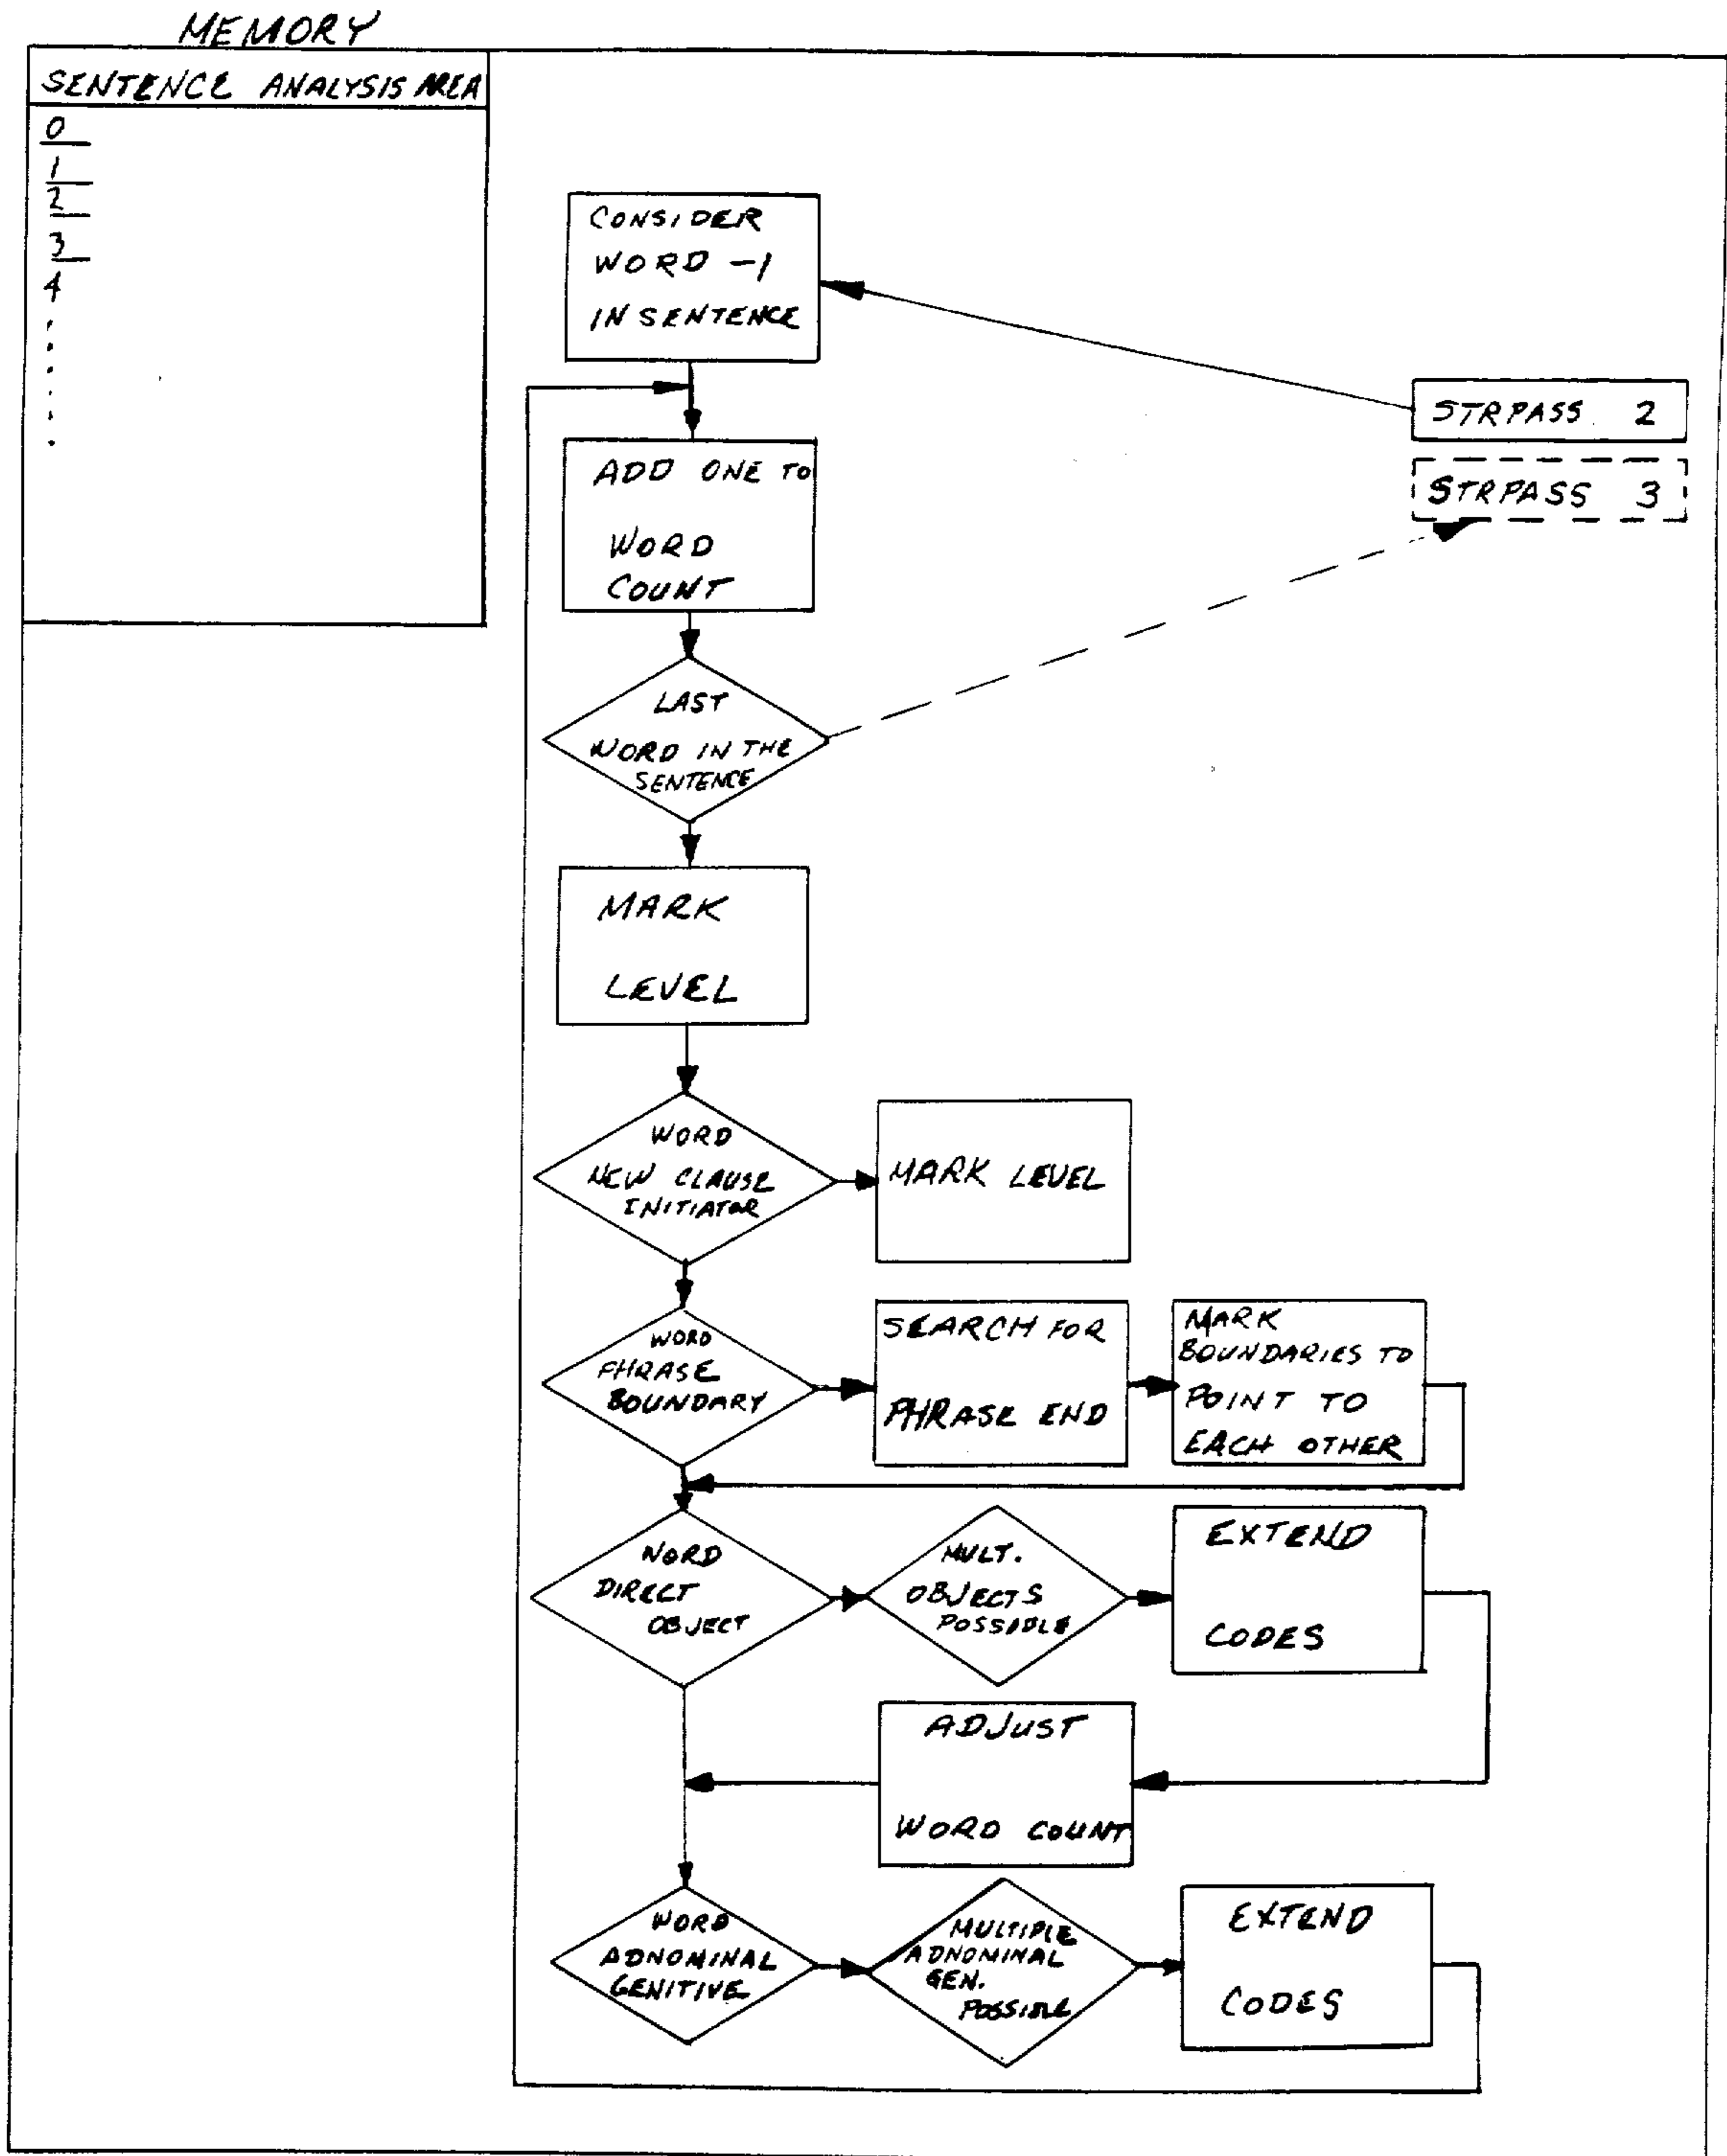 MEMORY
SENTENCE ANALYSIS AREA
0
1
2
3
4
CONSIDER
WORD -1
IN SENTENCE
STRPASS 2
STRPASS 3
ADD ONE TO
WORD
COUNT
LAST
WORD IN THE
SENTENCE
MARK
LEVEL
WORD
NEW CLAUSE
INITIATOR
MARK LEVEL
WORD
PHRASE
BOUNDARY
SEARCH FOR
PHRASE END
MARK
BOUNDARIES TO
POINT TO
EACH OTHER
WORD
DIRECT
OBJECT
MULT.
OBJECTS
POSSIBLE
EXTEND
CODES
ADJUST
WORD COUNT
WORD
ADNOMINAL
GENITIVE
MULTIPLE
ADNOMINAL
GEN.
POSSIBLE
EXTEND
CODES